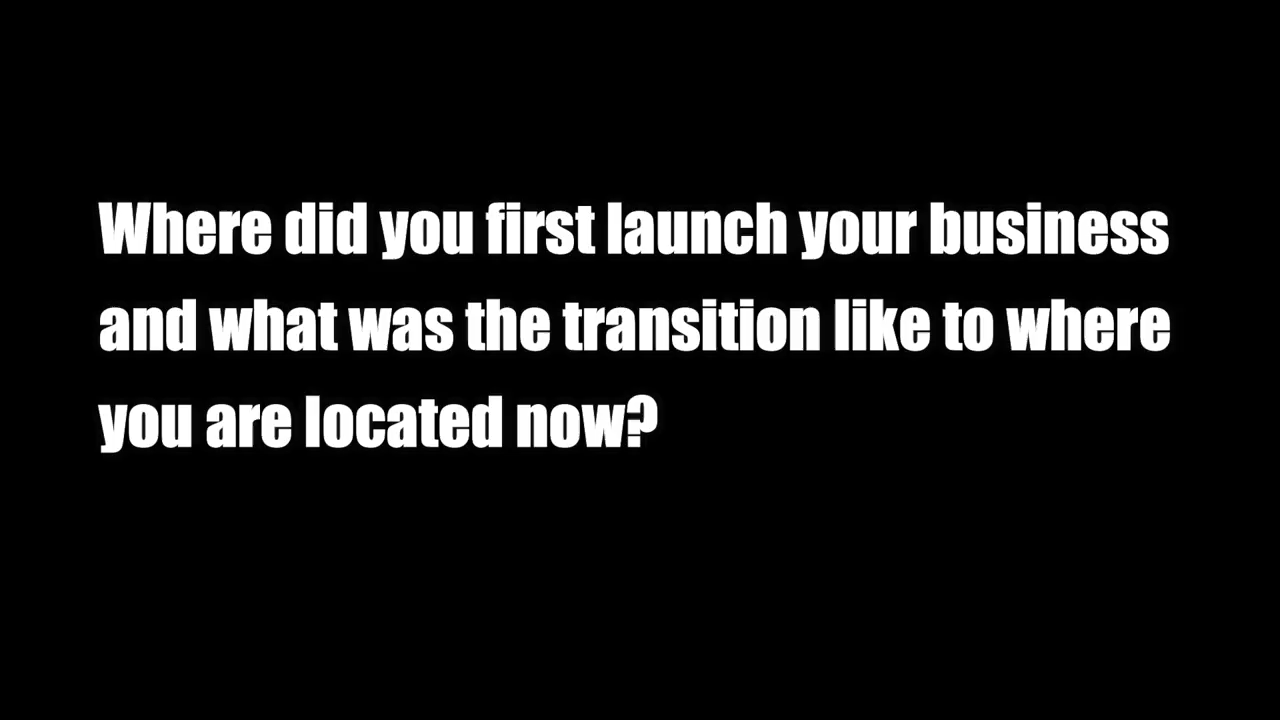 Where did you first launch your business
and what was the transition like to where
you are located now?